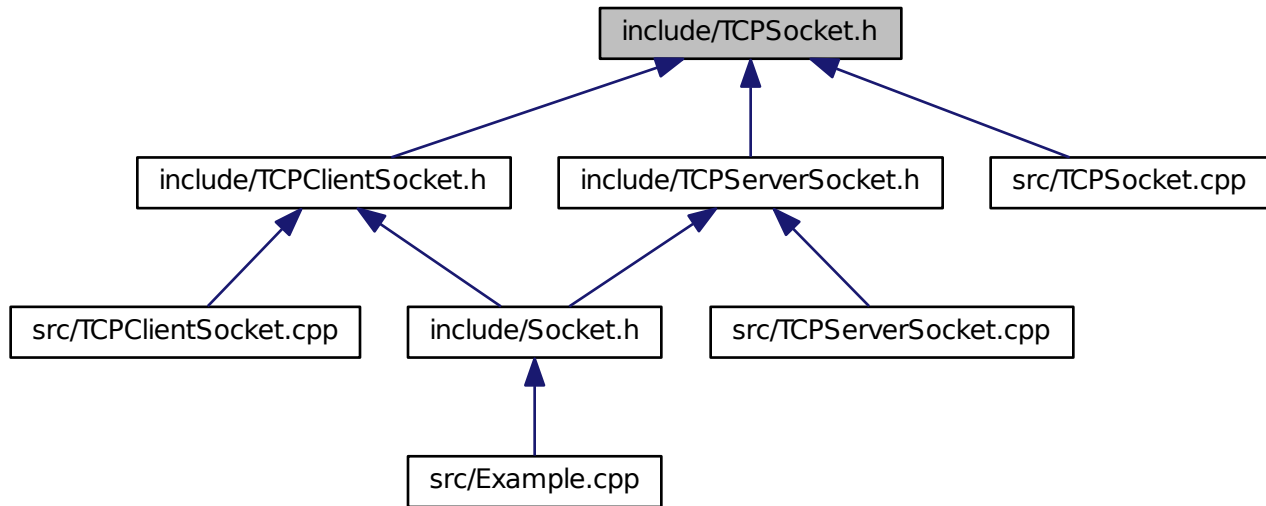 include/TCPSocket.h
include/TCPClientSocket.h
include/TCPServerSocket.h
src/TCPSocket.cpp
src/TCPClientSocket.cpp
include/Socket.h
src/TCPServerSocket.cpp
src/Example.cpp